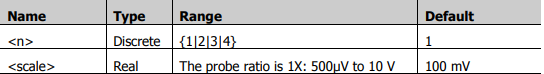 Name Type Range Default
<n> Discrete {1|2|3|4} 1
<scale> Real The probe ratio is 1X: 500μV to 10 V 100 mV